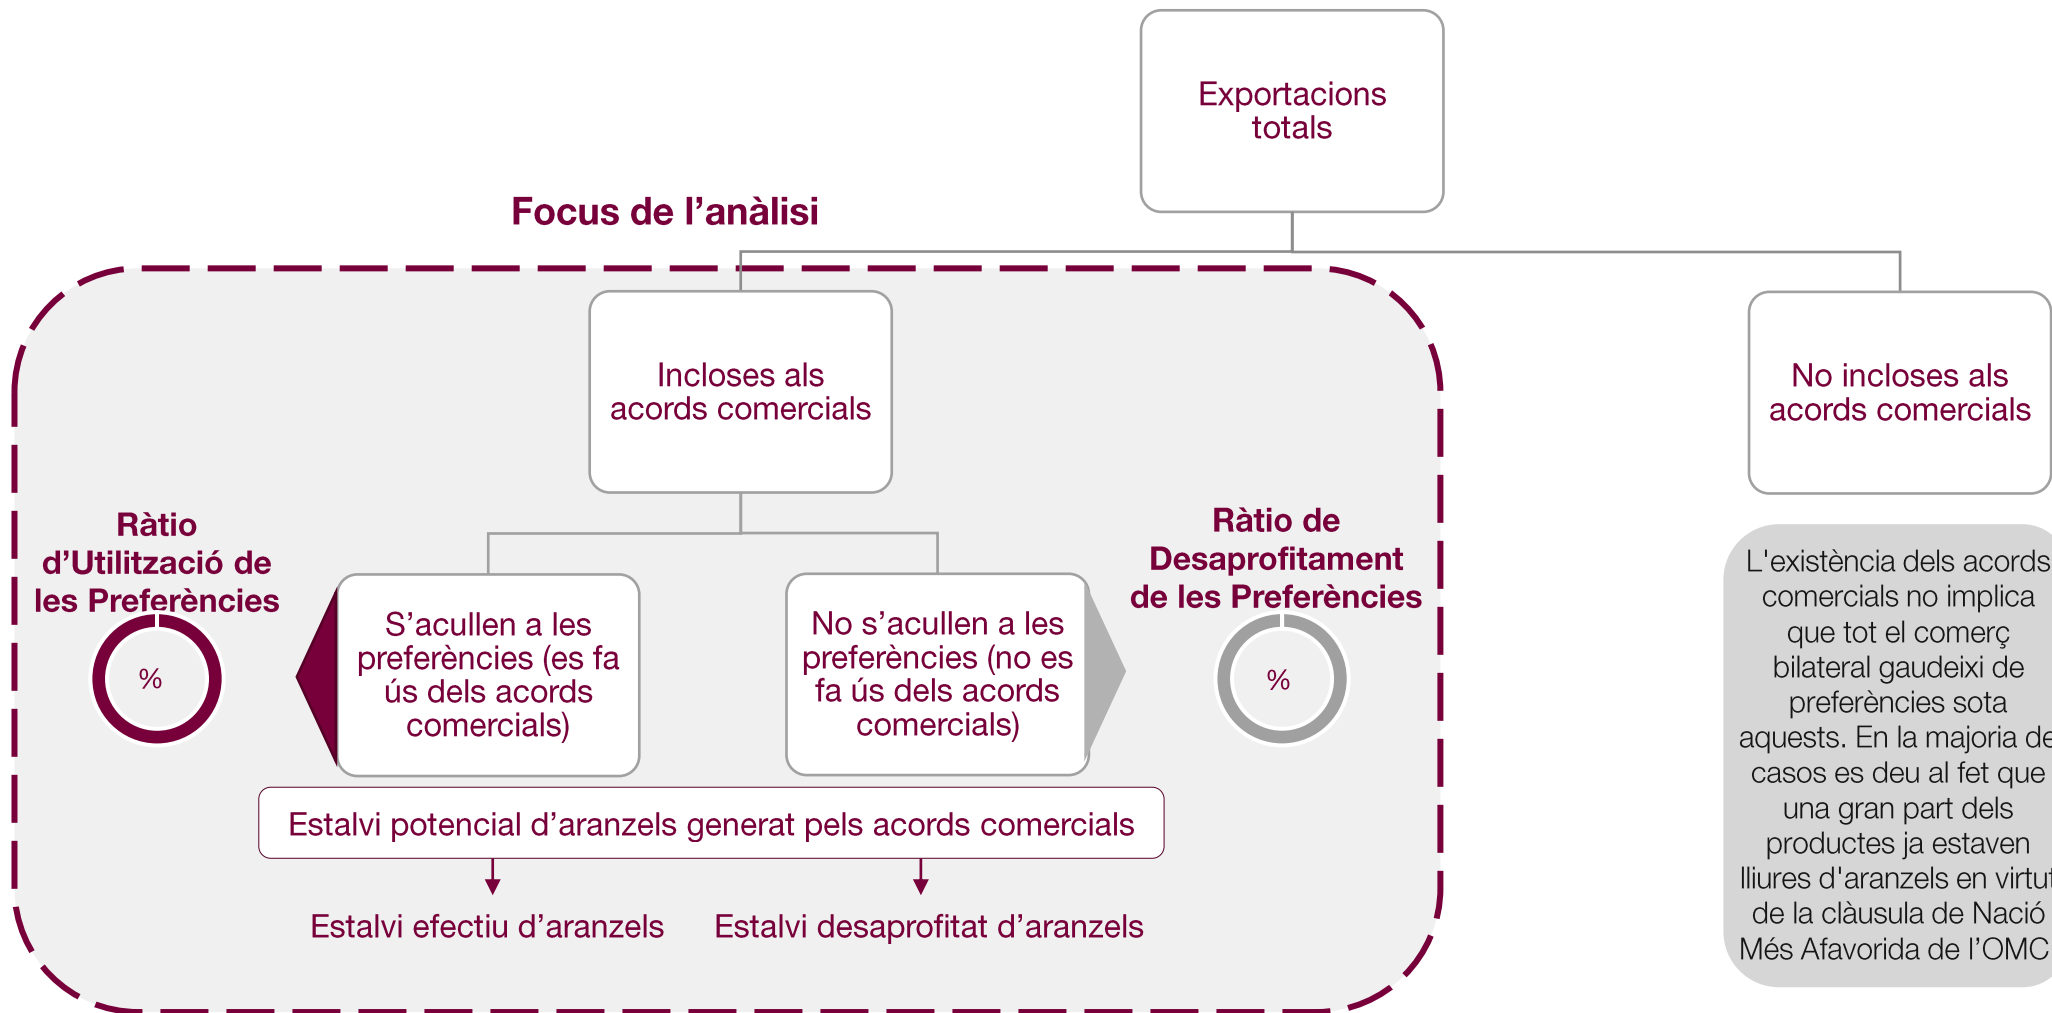 Exportacions
totals
Focus de l’anàlisi
Incloses als
acords comercials
No incloses als
acords comercials
Ràtio
d’Utilització de
les Preferències
%
S’acullen a les
preferències (es fa
ús dels acords
comercials)
No s’acullen a les
preferències (no es
fa ús dels acords
comercials)
Ràtio de
Desaprofitament
de les Preferències
%
Estalvi potencial d’aranzels generat pels acords comercials
Estalvi efectiu d’aranzels
Estalvi desaprofitat d’aranzels
L'existència dels acords
comercials no implica
que tot el comerç
bilateral gaudeixi de
preferències sota
aquests. En la majoria de
casos es deu al fet que
una gran part dels
productes ja estaven
lliures d'aranzels en virtut
de la clàusula de Nació
Més Afavorida de l’OMC